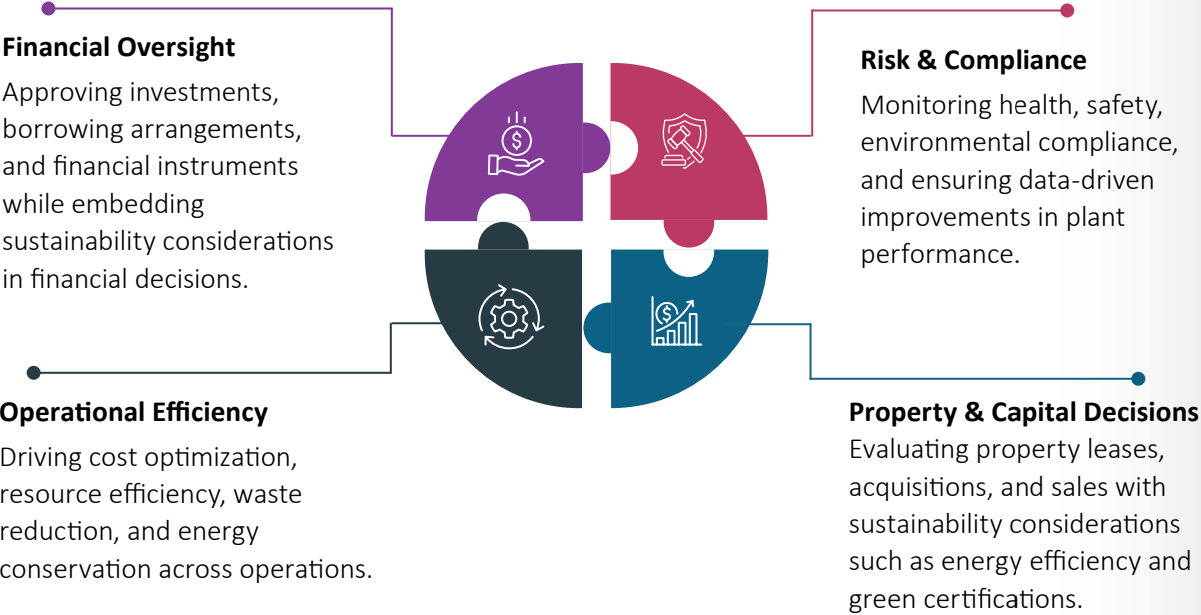 Financial Oversight
Approving investments,
borrowing arrangements,
and financial instruments
while embedding
sustainability considerations
in financial decisions.
Risk & Compliance
Monitoring health, safety,
environmental compliance,
and ensuring data-driven
improvements in plant
performance.
$
$
Operational Efficiency
Driving cost optimization,
resource efficiency, waste
reduction, and energy
conservation across operations.
Property & Capital Decisions
Evaluating property leases,
acquisitions, and sales with
sustainability considerations
such as energy efficiency and
green certifications.